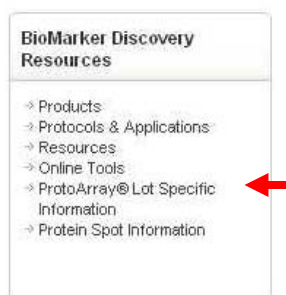 BioMarker Discovery
Resources
→ Products
→ Protocols & Applications
→ Resources
→ Online Tools
→ ProtoArray® Lot Specific
Information
→ Protein Spot Information